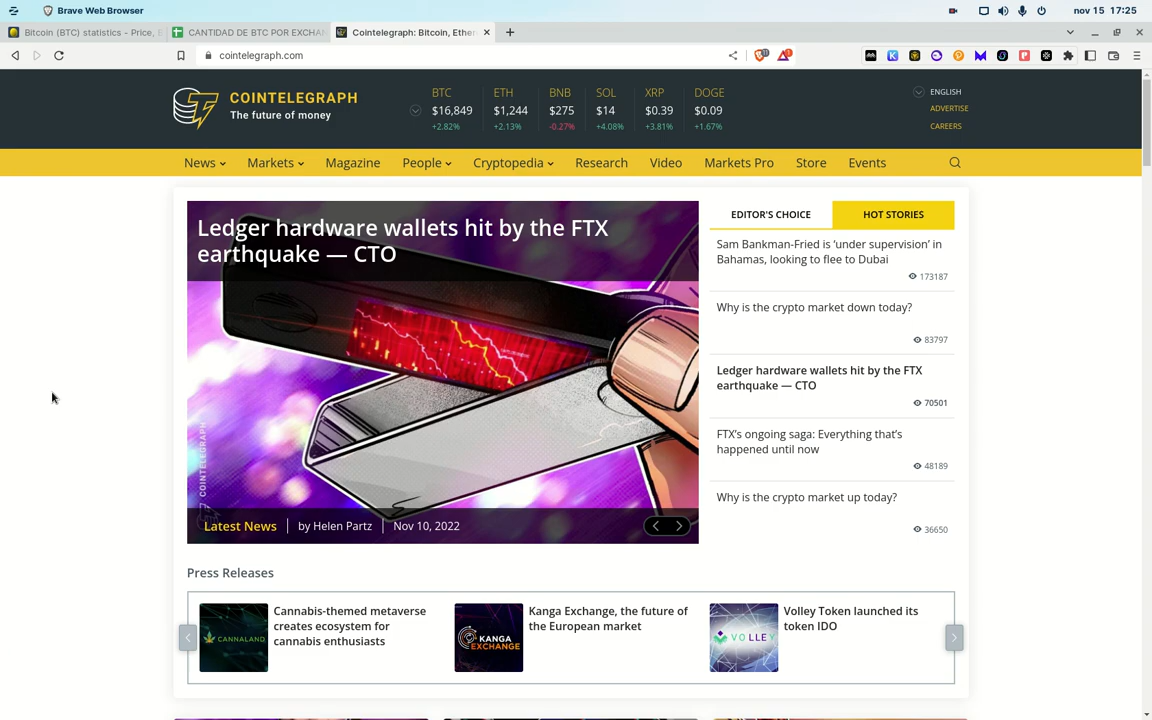 Brave Web Browser
nov 15 17:25
Bitcoin (BTC) statistics - Price, B
CANTIDAD DE BTC POR EXCHA
Cointelegraph: Bitcoin, Ether
cointelegraph.com
COINTELEGRAPH
The future of money
BTC ETH BNB SOL XRP DOGE
$16,849 $1,244 $275 $14 $0.39 $0.09
+2.82% +2.13% -0.27% +4.08% +3.81% +1.67%
ENGLISH
ADVERTISE
CAREERS
News Markets Magazine People Cryptopedia Research Video Markets Pro Store Events
Ledger hardware wallets hit by the FTX
earthquake — CTO
COINTELEGRAPH
Latest News by Helen Partz Nov 10, 2022
EDITOR'S CHOICE HOT STORIES
Sam Bankman-Fried is ‘under supervision’ in
Bahamas, looking to flee to Dubai
173187
Why is the crypto market down today?
83797
Ledger hardware wallets hit by the FTX
earthquake — CTO
70501
FTX’s ongoing saga: Everything that’s
happened until now
48189
Why is the crypto market up today?
36650
Press Releases
CANNALAND
Cannabis-themed metaverse
creates ecosystem for
cannabis enthusiasts
KANGA
EXCHANGE
Kanga Exchange, the future of
the European market
VOLLEY
Volley Token launched its
token IDO